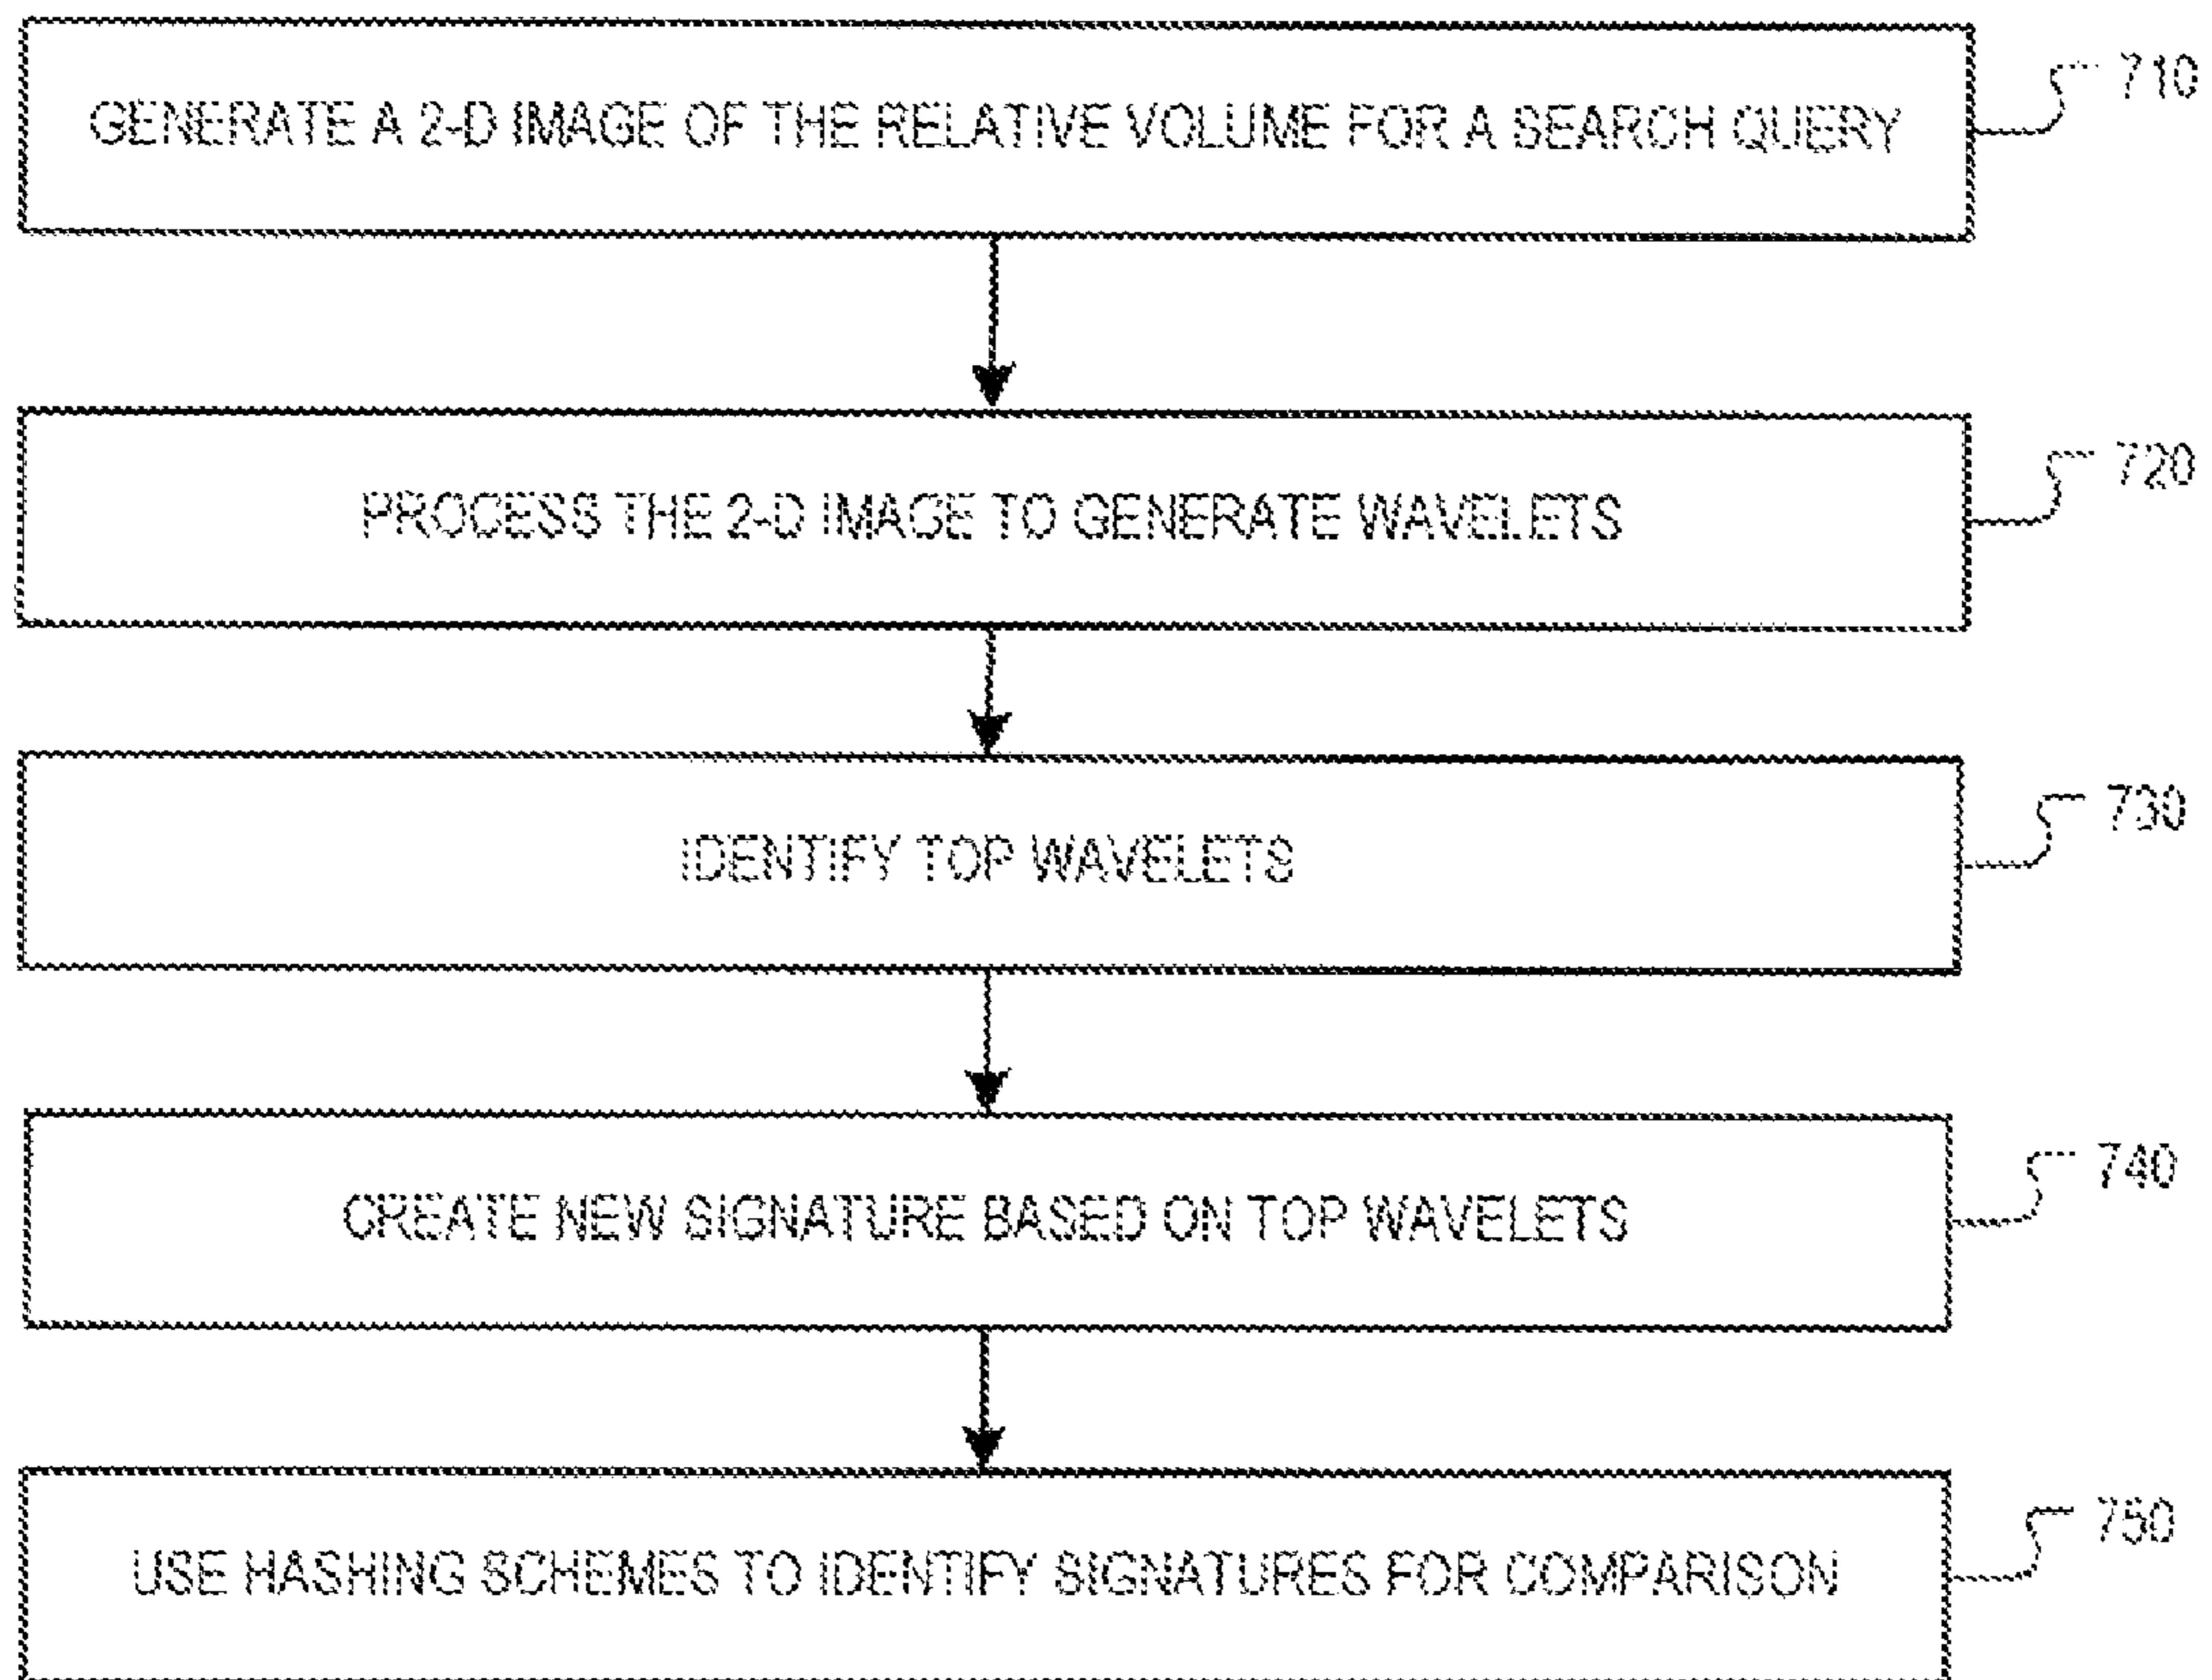 GENERATE A 2-D IMAGE OF THE RELATIVE VOLUME FOR A SEARCH QUERY
710
PROCESS THE 2-D IMAGE TO GENERATE WAVELETS
720
IDENTIFY TOP WAVELETS
730
CREATE NEW SIGNATURE BASED ON TOP WAVELETS
740
USE HASHING SCHEMES TO IDENTIFY SIGNATURES FOR COMPARISON
750